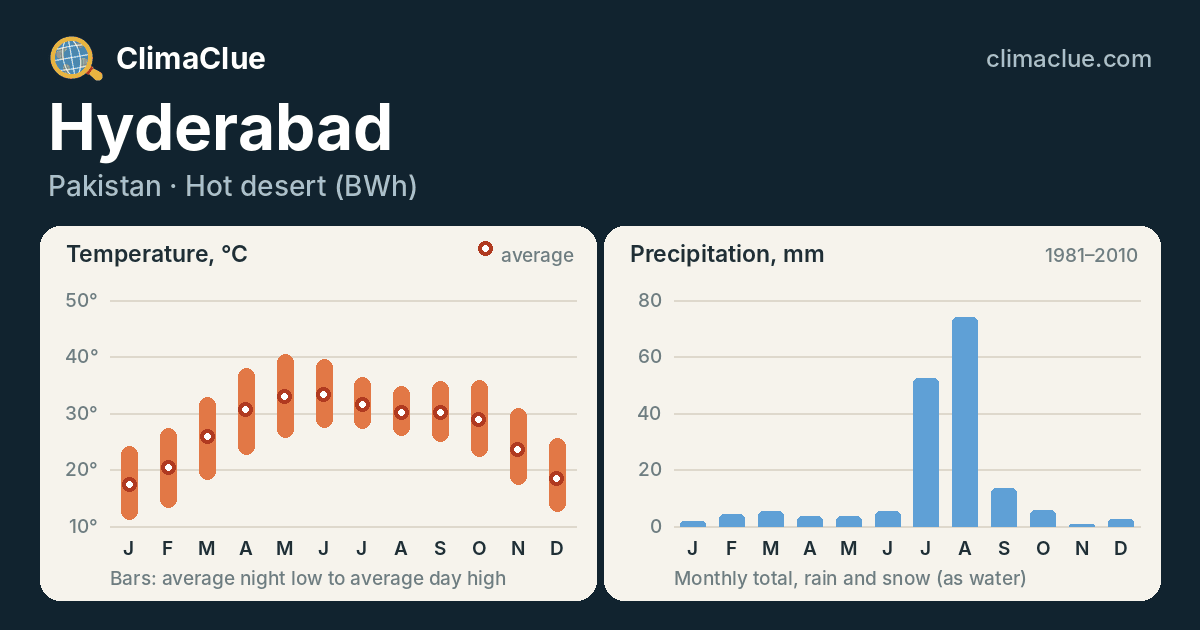 ClimaClue
climaclue.com
Hyderabad
Pakistan · Hot desert (BWh)
Temperature, °C
average
50°
40°
30°
20°
10°
J F M A M J J A S O N D
Bars: average night low to average day high
Precipitation, mm
1981–2010
80
60
40
20
0
J F M A M J J A S O N D
Monthly total, rain and snow (as water)